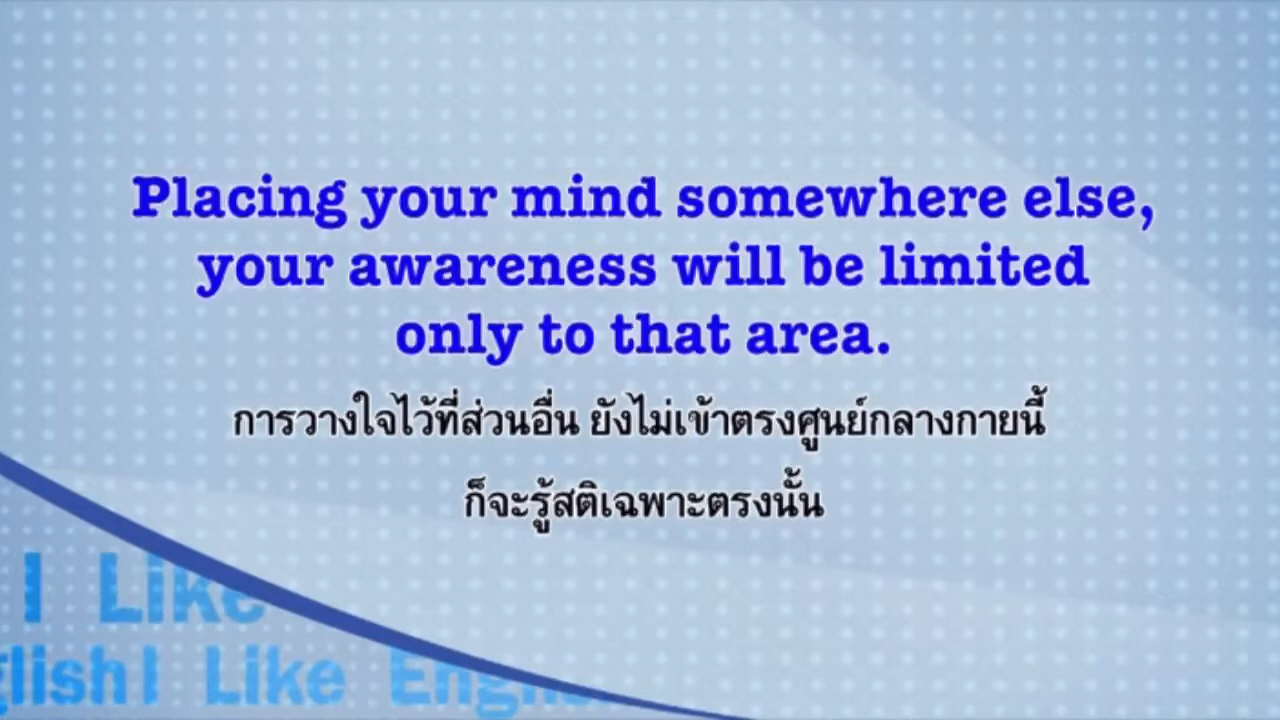 Placing your mind somewhere else,
your awareness will be limited
only to that area.
การวางใจไว้ที่ส่วนอื่น ยังไม่เข้าตรงศูนย์กลางกายนี้
ก็จะรู้สติเฉพาะตรงนั้น
I Like
glish I Like Engli